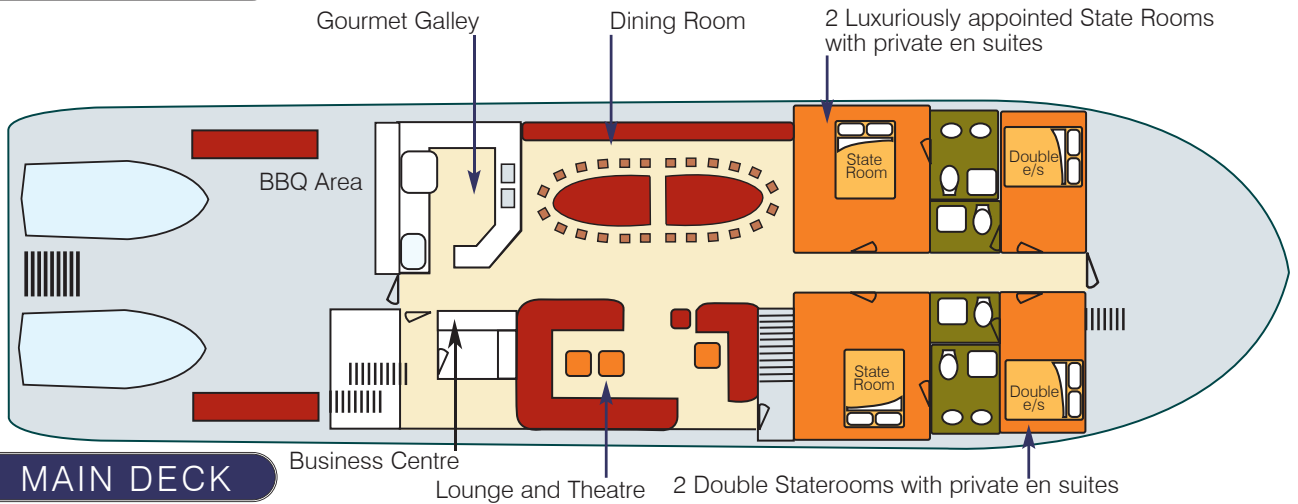 Gourmet Galley
Dining Room
2 Luxuriously appointed State Rooms
with private en suites
BBQ Area
State
Room
Double
e/s
State
Room
Double
e/s
MAIN DECK
Business Centre
Lounge and Theatre
2 Double Staterooms with private en suites